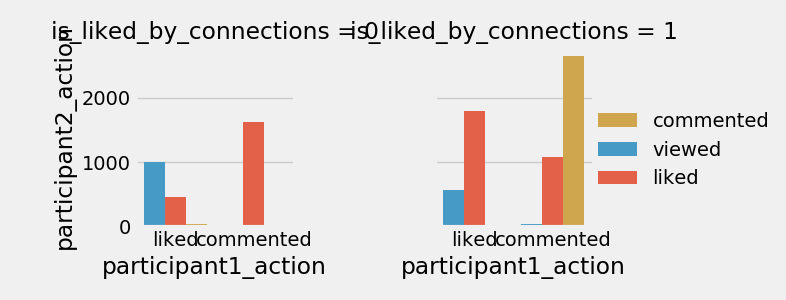 is_liked_by_connections = 0
is_liked_by_connections = 1
participant2_action
2000
1000
0
liked
commented
liked
commented
participant1_action
participant1_action
commented
viewed
liked